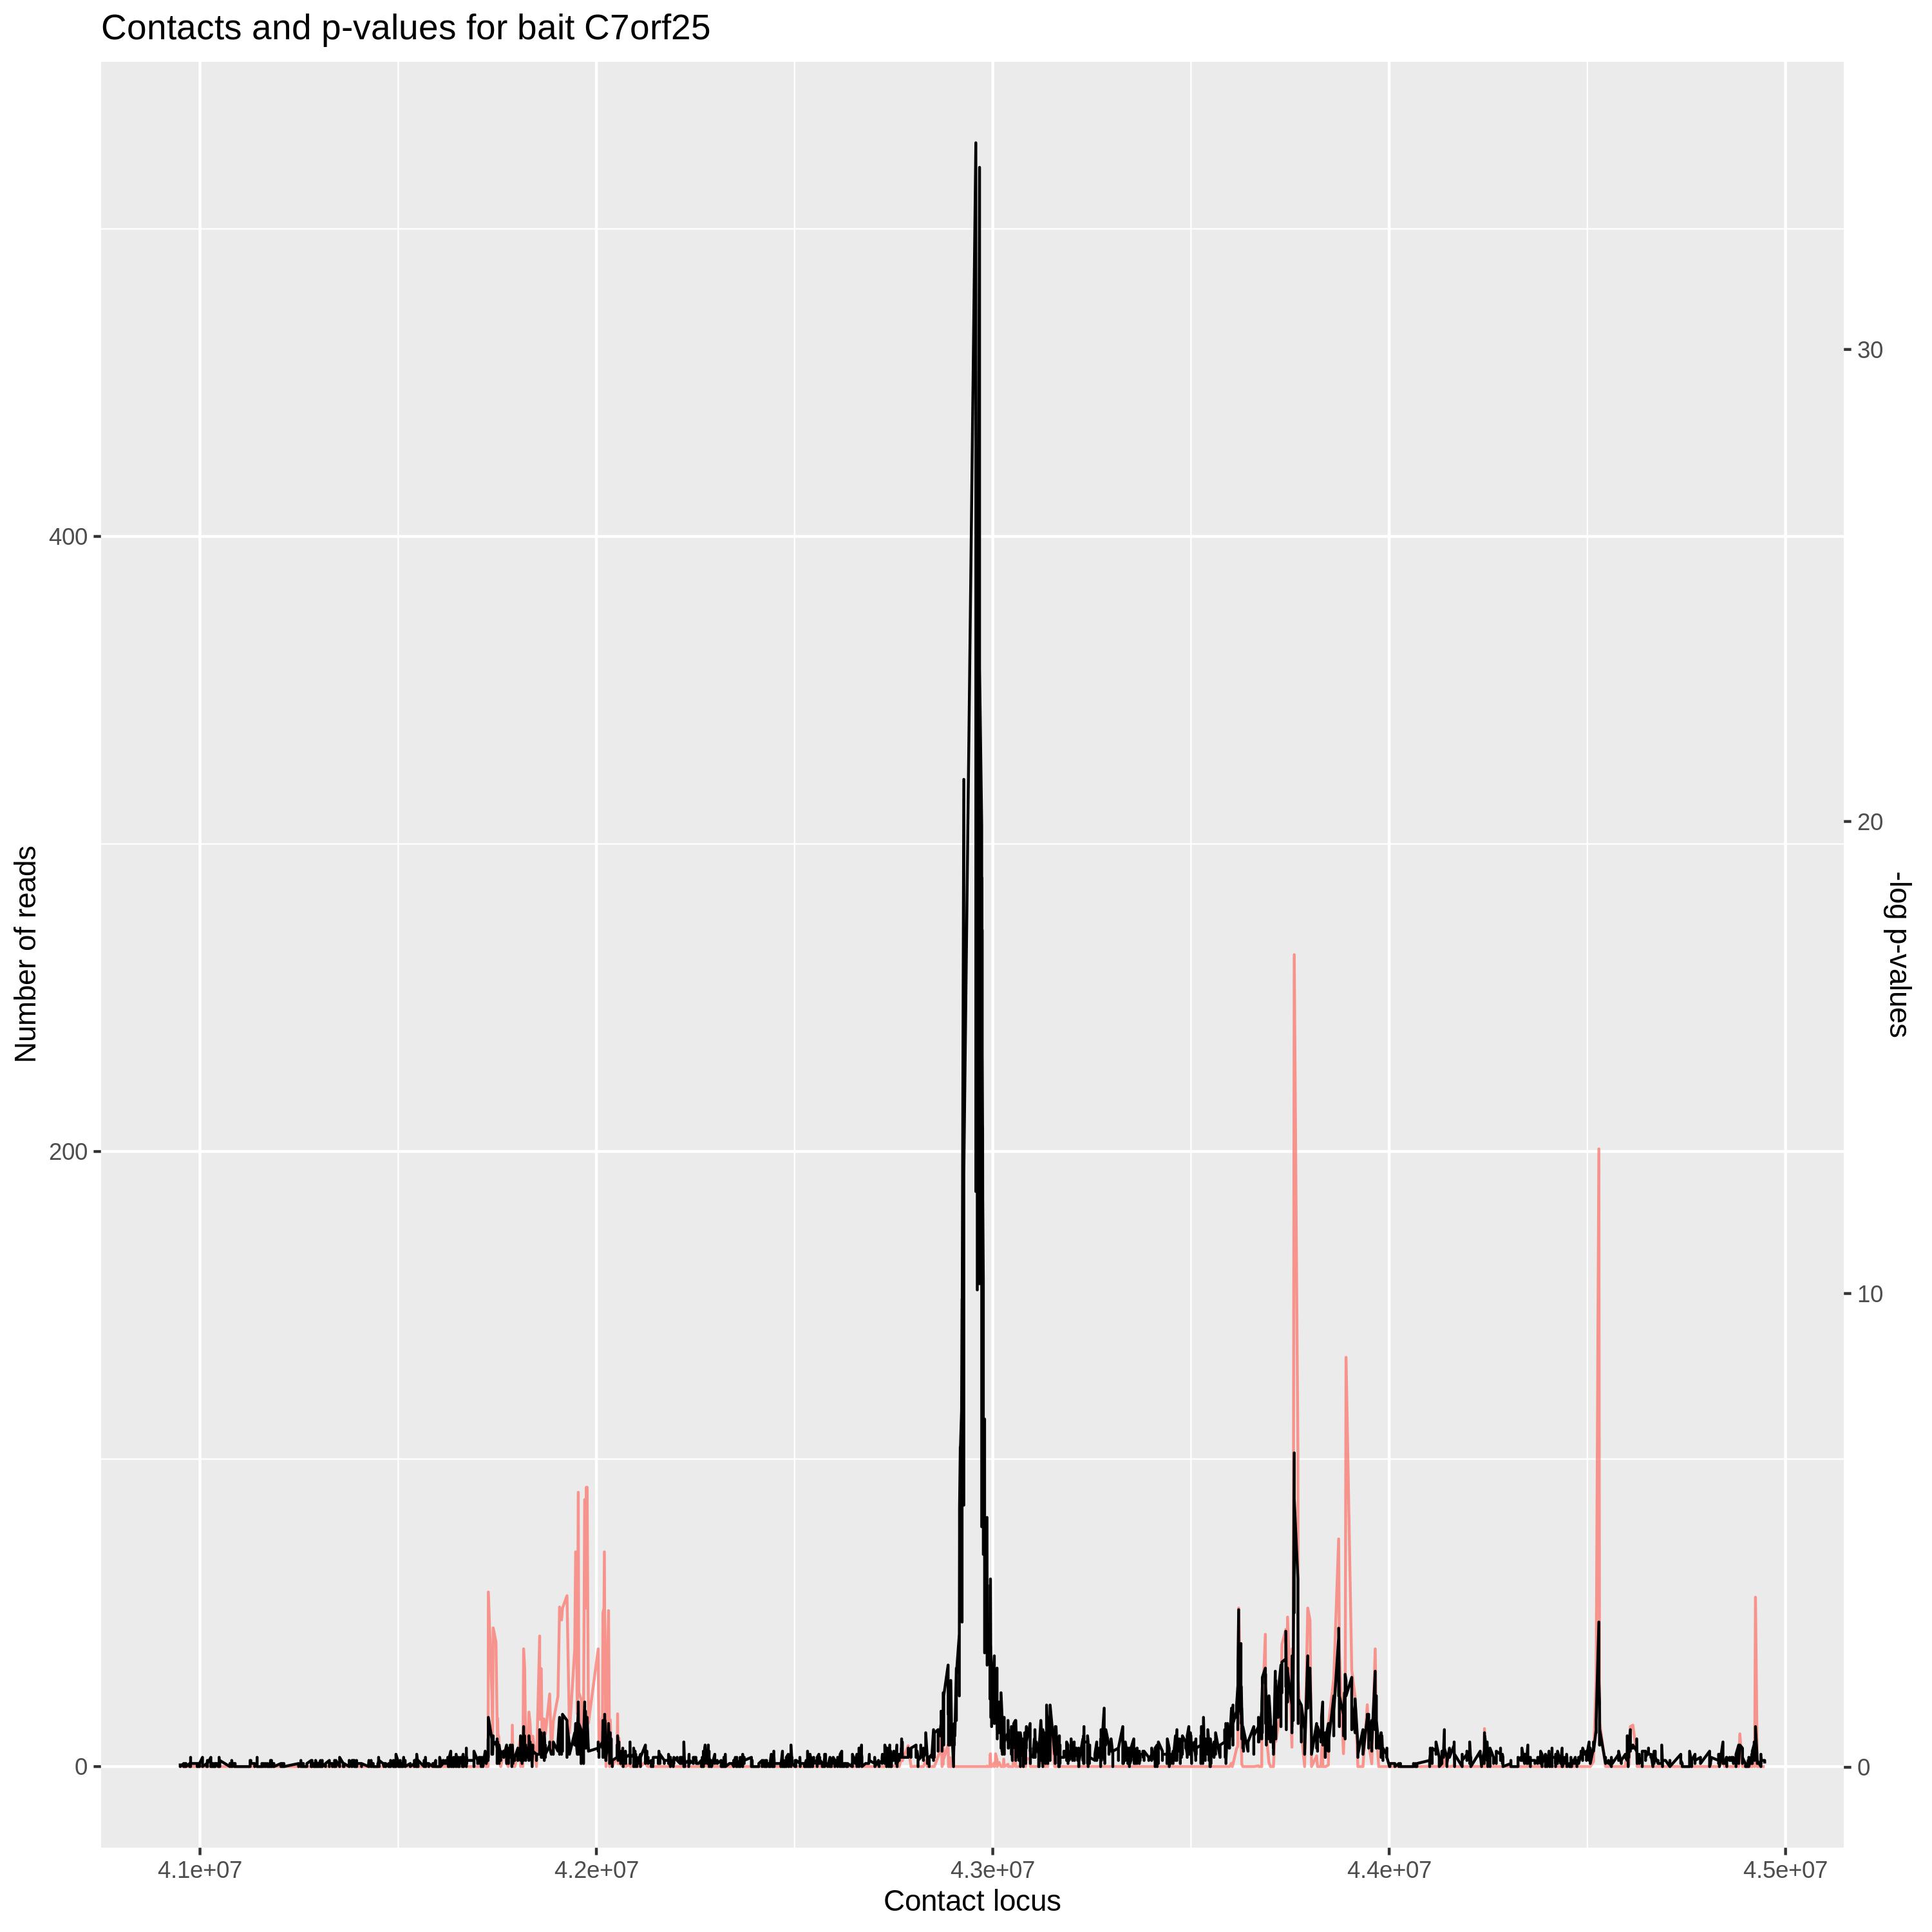 Contacts and p-values for bait C7orf25
Number of reads
400
200
0
30
20
10
0
-log p-values
4.1e+07
4.2e+07
4.3e+07
4.4e+07
4.5e+07
Contact locus